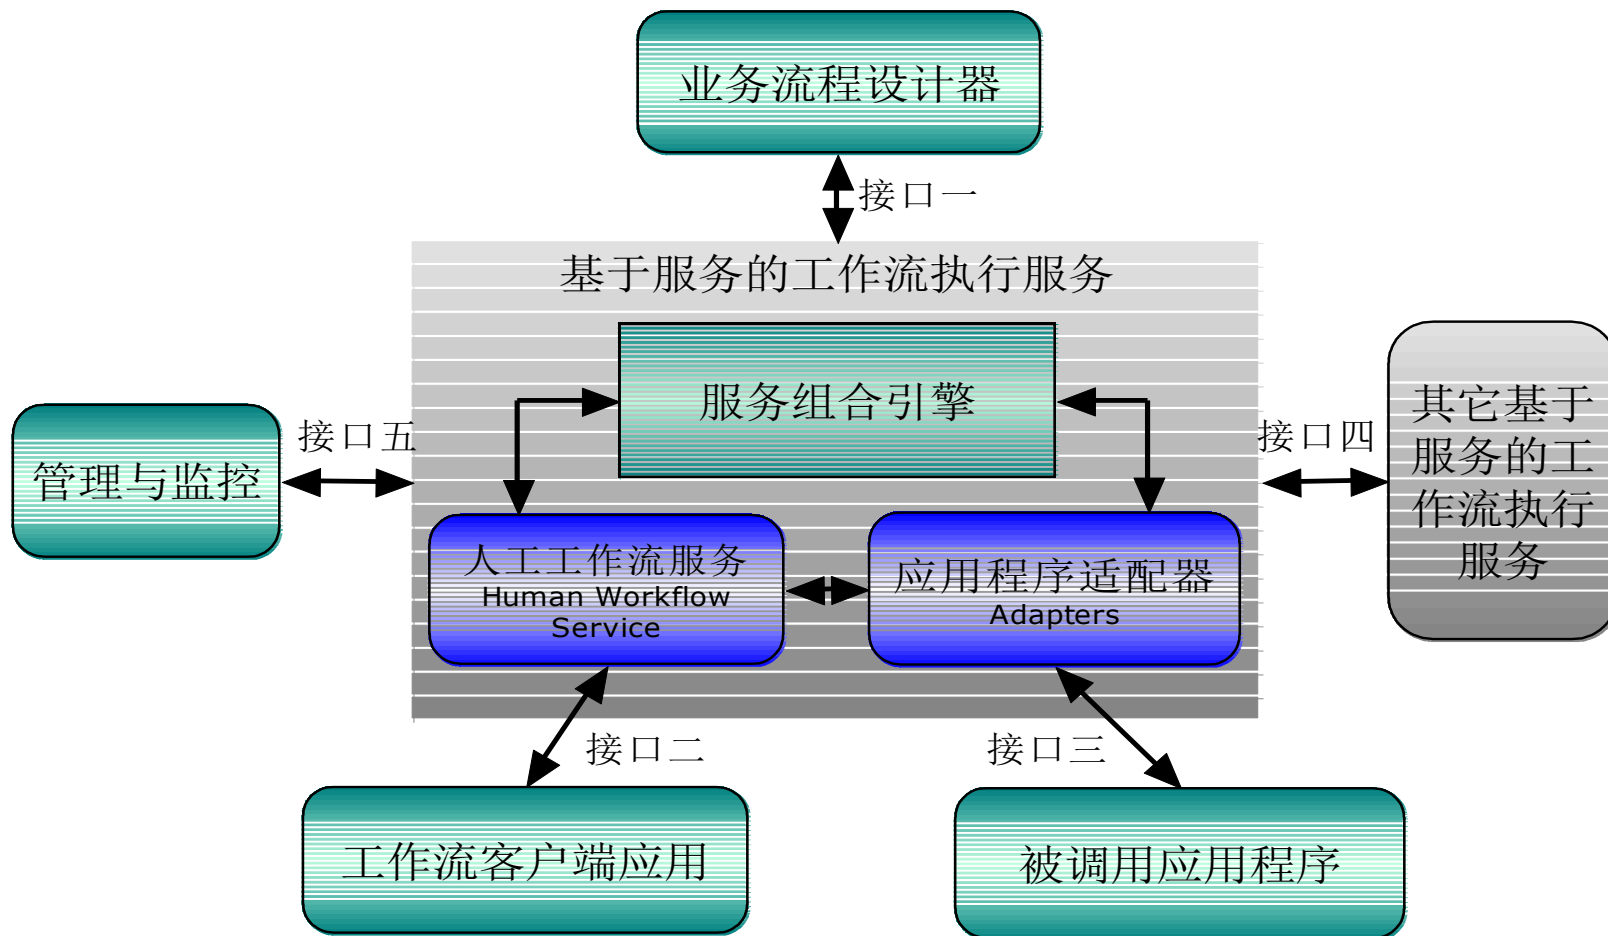 业务流程设计器
接口一
基于服务的工作流执行服务
服务组合引擎
接口五
管理与监控
接口四
其它基于
服务的工
作流执行
服务
人工工作流服务
Human Workflow
Service
应用程序适配器
Adapters
接口二
接口三
工作流客户端应用
被调用应用程序